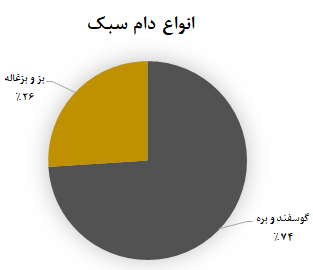 انواع دام سبک
بز و بزغاله
٪۲۶
گوسفند و بره
٪۷۴